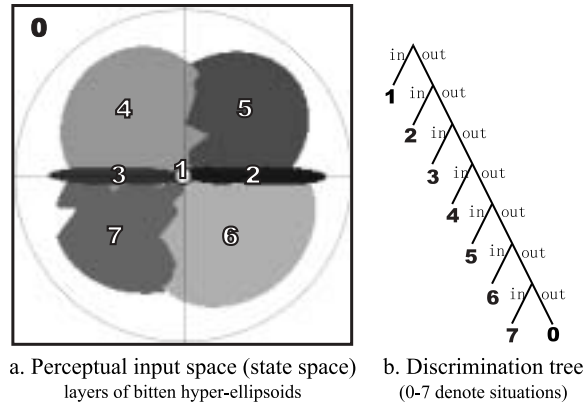 0
4
5
3
1
2
7
6
in out
1
in out
2
in out
3
in out
4
in out
5
in out
6
in out
7 0
a. Perceptual input space (state space)
layers of bitten hyper-ellipsoids
b. Discrimination tree
(0-7 denote situations)